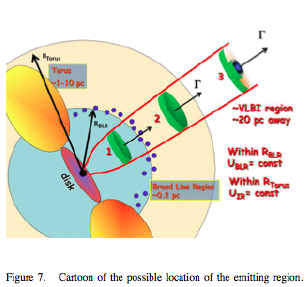 R_Torus
Torus
~1-10 pc
R_BLR
Γ
Γ
1
2
3
disk
~VLBI region
~20 pc away
Broad Line Region
~0.2 pc
Within R_BLR
U_BLR= const
Within R_Torus
U_IR= const
Figure 7. Cartoon of the possible location of the emitting region.